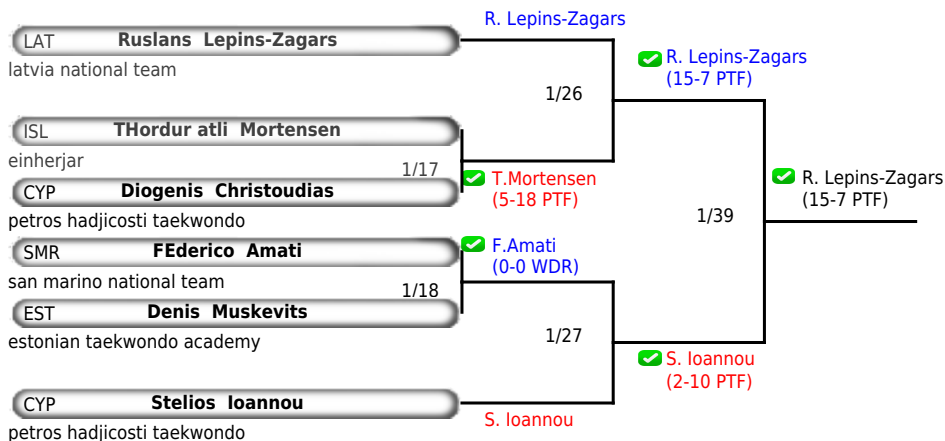 R. Lepins-Zagars
LAT Ruslans Lepins-Zagars
latvia national team
R. Lepins-Zagars
(15-7 PTF)
1/26
ISL THordur atli Mortensen
einherjar
1/17
CYP Diogenis Christoudias
T.Mortensen
(5-18 PTF)
petros hadjicosti taekwondo
R. Lepins-Zagars
(15-7 PTF)
1/39
SMR FEderico Amati
F.Amati
(0-0 WDR)
san marino national team
1/18
EST Denis Muskevits
estonian taekwondo academy
1/27
S. Ioannou
(2-10 PTF)
CYP Stelios Ioannou
S. Ioannou
petros hadjicosti taekwondo